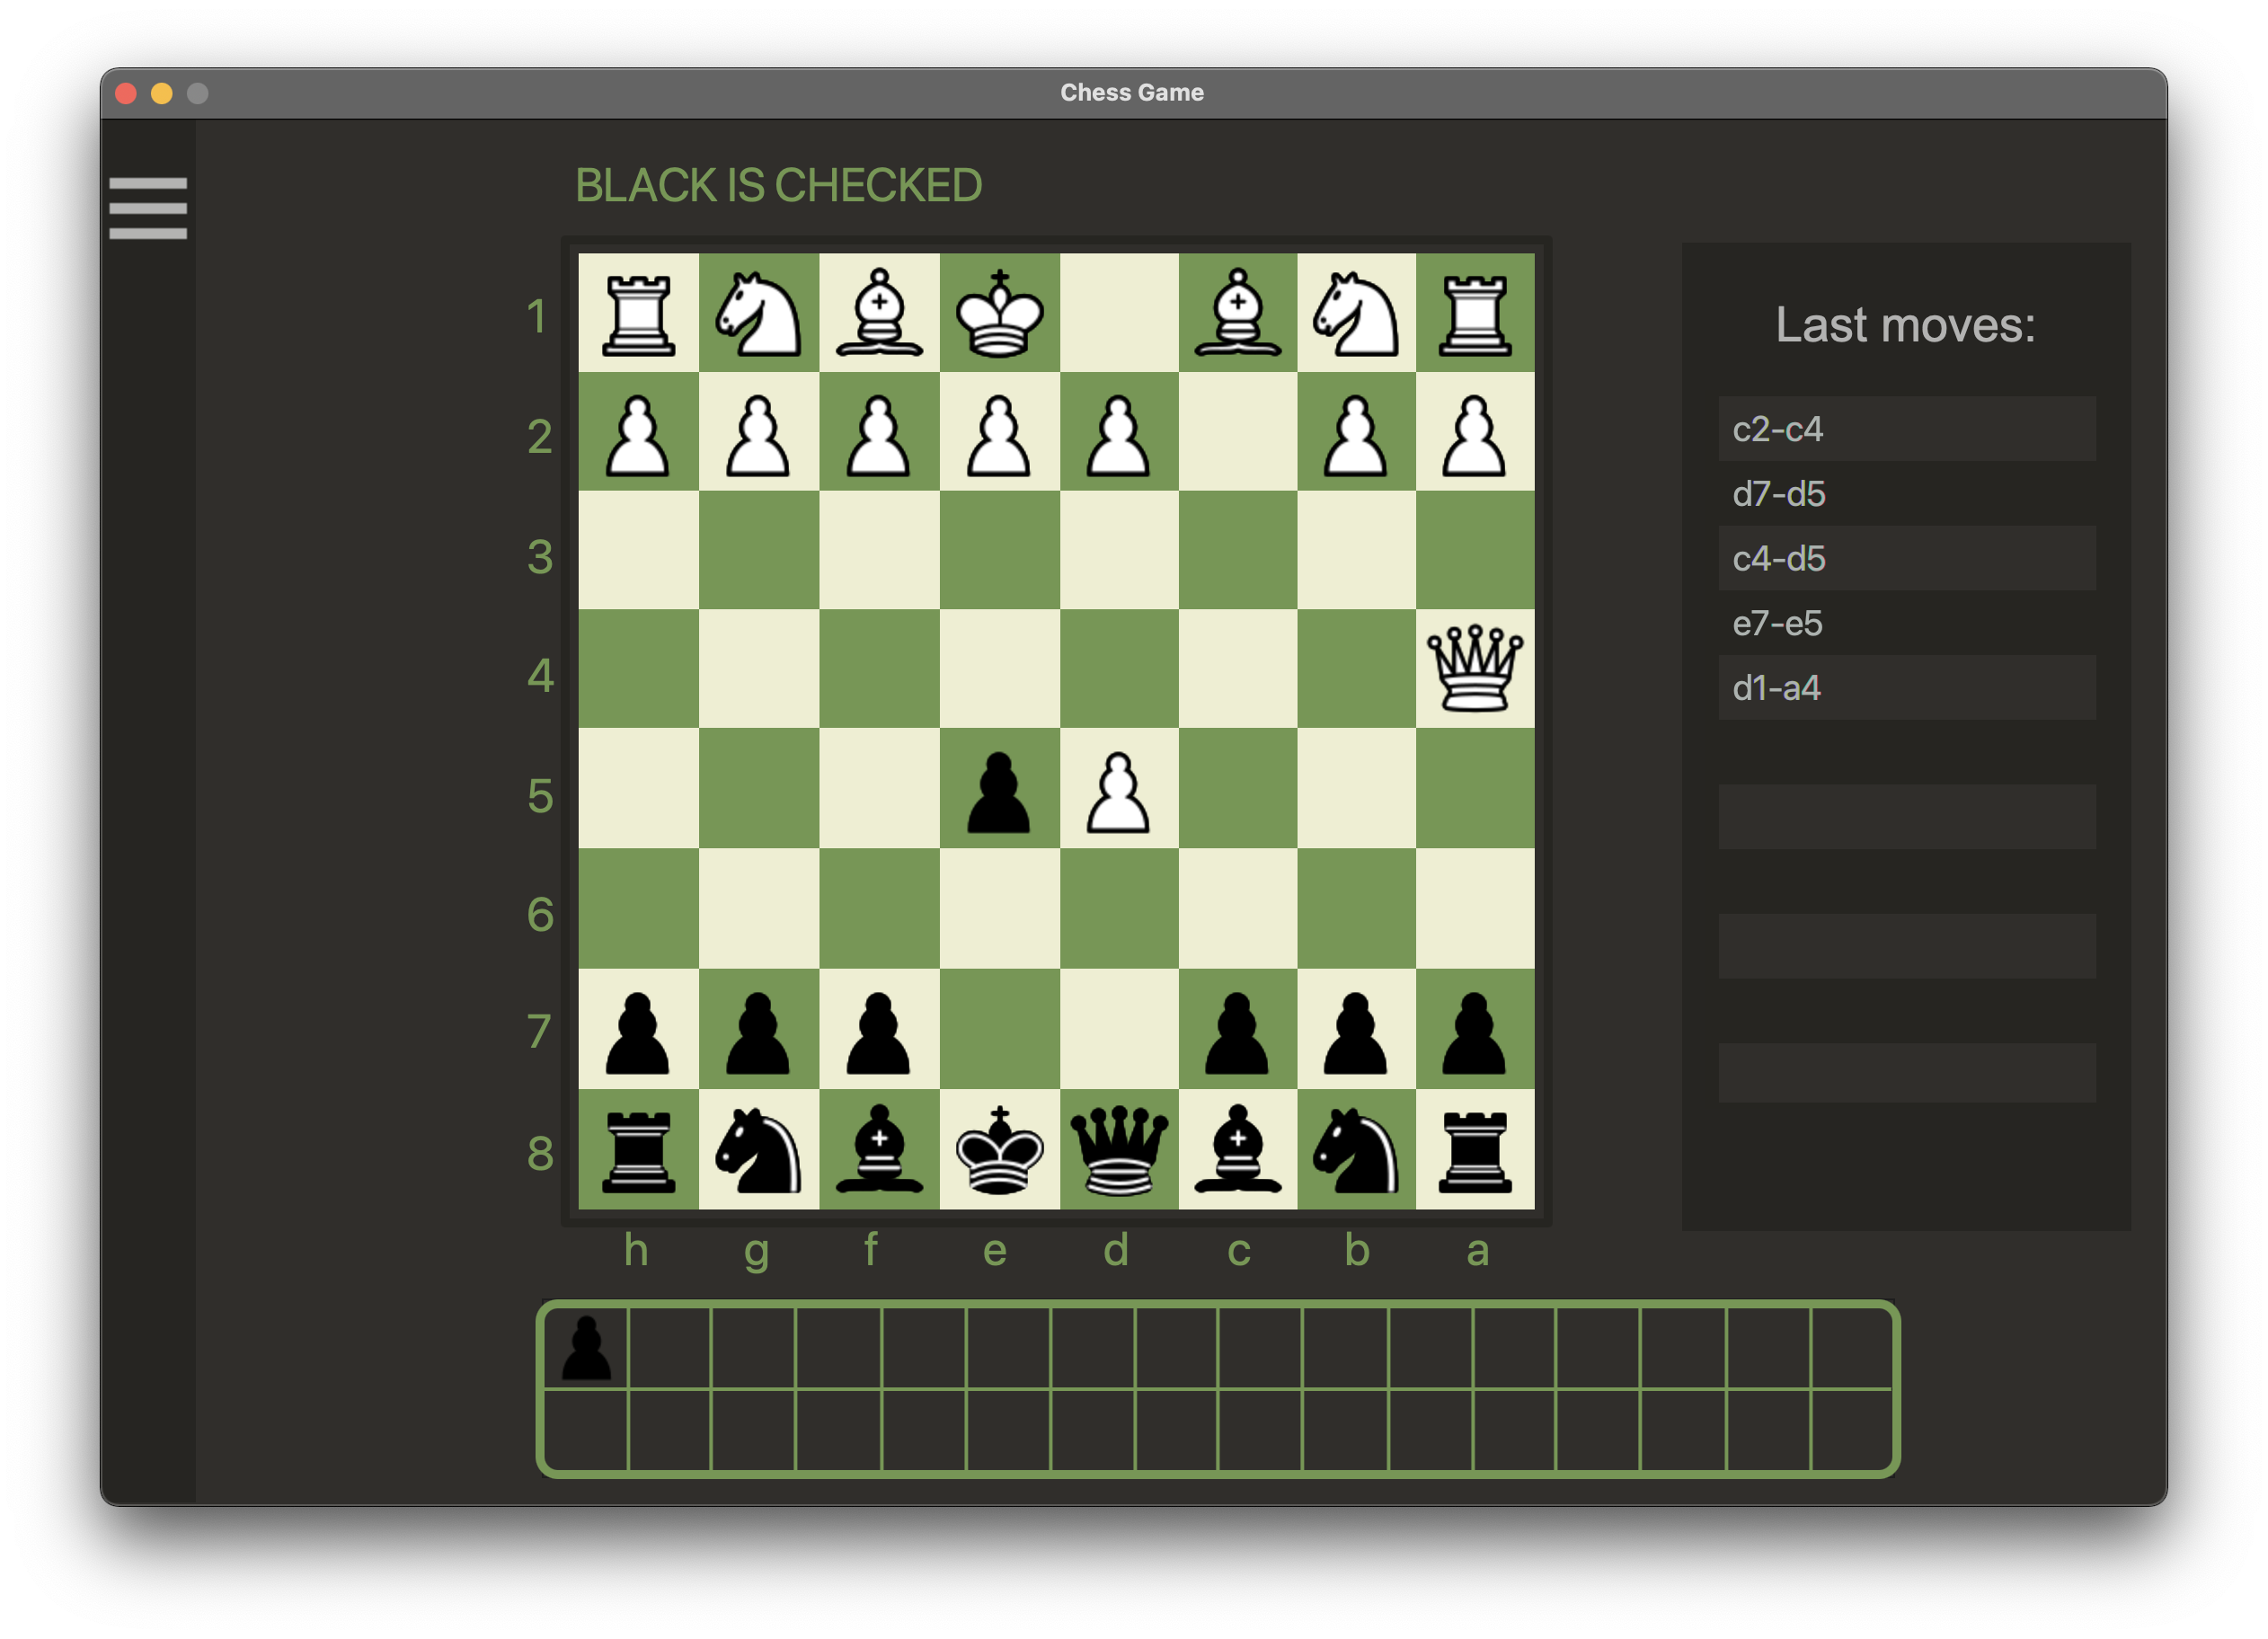 Chess Game
BLACK IS CHECKED
1
2
3
4
5
6
7
8
h g f e d c b a
Last moves:
c2-c4
d7-d5
c4-d5
e7-e5
d1-a4